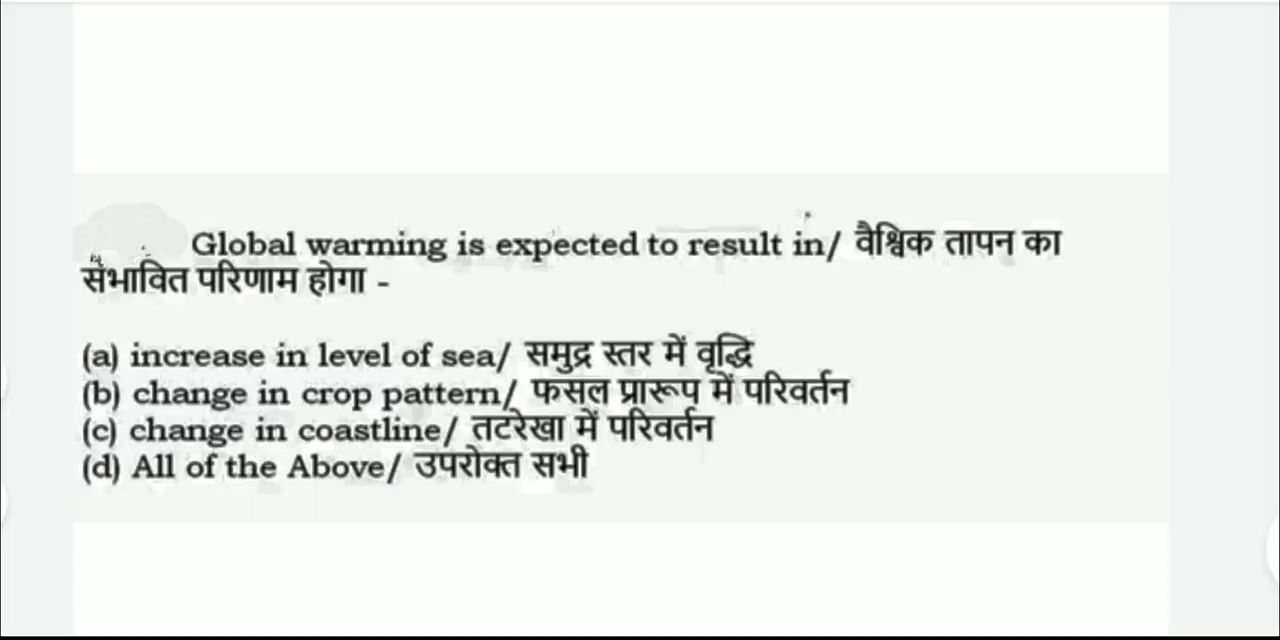 Global warming is expected to result in/ वैश्विक तापन का
संभावित परिणाम होगा -
(a) increase in level of sea/ समुद्र स्तर में वृद्धि
(b) change in crop pattern/ फसल प्रारूप में परिवर्तन
(c) change in coastline/ तटरेखा में परिवर्तन
(d) All of the Above/ उपरोक्त सभी